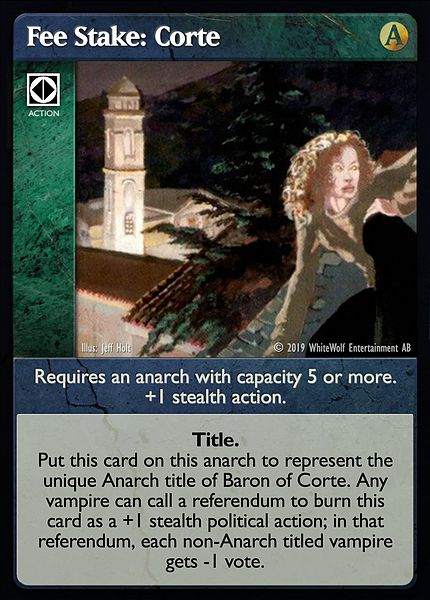 Fee Stake: Corte
A
ACTION
Illus: Jeff Holt
© 2019 WhiteWolf Entertainment AB
Requires an anarch with capacity 5 or more.
+1 stealth action.
Title.
Put this card on this anarch to represent the
unique Anarch title of Baron of Corte. Any
vampire can call a referendum to burn this
card as a +1 stealth political action; in that
referendum, each non-Anarch titled vampire
gets -1 vote.